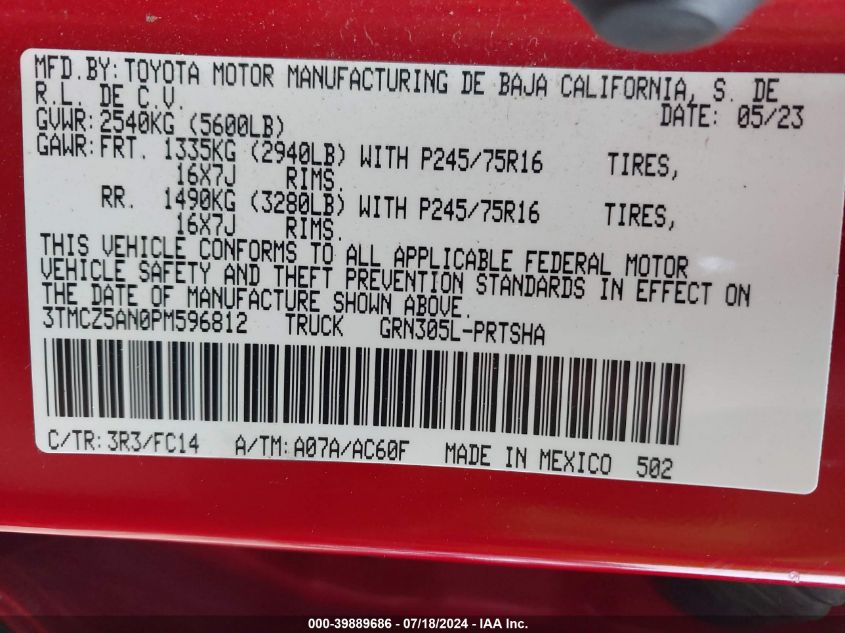 MFD.BY: TOYOTA MOTOR MANUFACTURING DE BAJA CALIFORNIA, S. DE
R.L. DE C.V. DATE: 05/23
GVWR: 2540KG (5600LB)
GAWR: FRT. 1335KG (2940LB) WITH P245/75R16 TIRES,
16X7J RIMS.
RR. 1490KG (3280LB) WITH P245/75R16 TIRES,
16X7J RIMS.
THIS VEHICLE CONFORMS TO ALL APPLICABLE FEDERAL MOTOR
VEHICLE SAFETY AND THEFT PREVENTION STANDARDS IN EFFECT ON
THE DATE OF MANUFACTURE SHOWN ABOVE.
3TMCZ5AN0PM596812 TRUCK GRN305L-PRTSHA
C/TR: 3R3/FC14 A/TM: A07A/AC60F MADE IN MEXICO 502
000-39889686 - 07/18/2024 - IAA Inc.